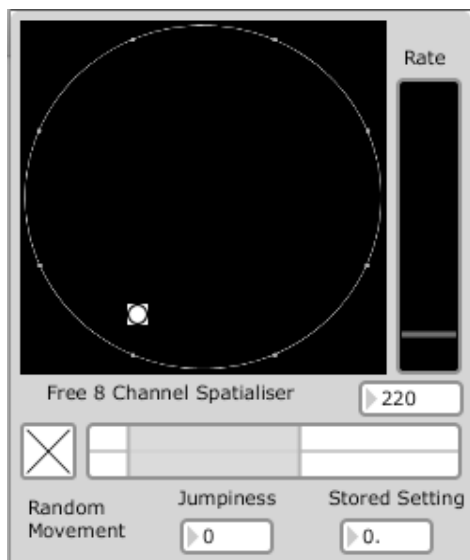 Rate
Free 8 Channel Spatialiser
220
Jumpiness
Stored Setting
Random
Movement
0
0.